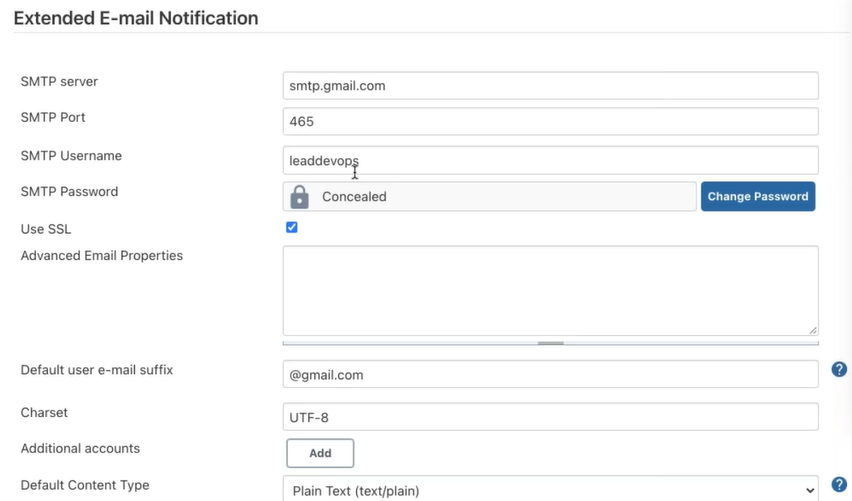 Extended E-mail Notification
SMTP server
smtp.gmail.com
SMTP Port
465
SMTP Username
leaddevops
SMTP Password
Concealed
Change Password
Use SSL
Advanced Email Properties
Default user e-mail suffix
@gmail.com
?
Charset
UTF-8
Additional accounts
Add
Default Content Type
Plain Text (text/plain)
?